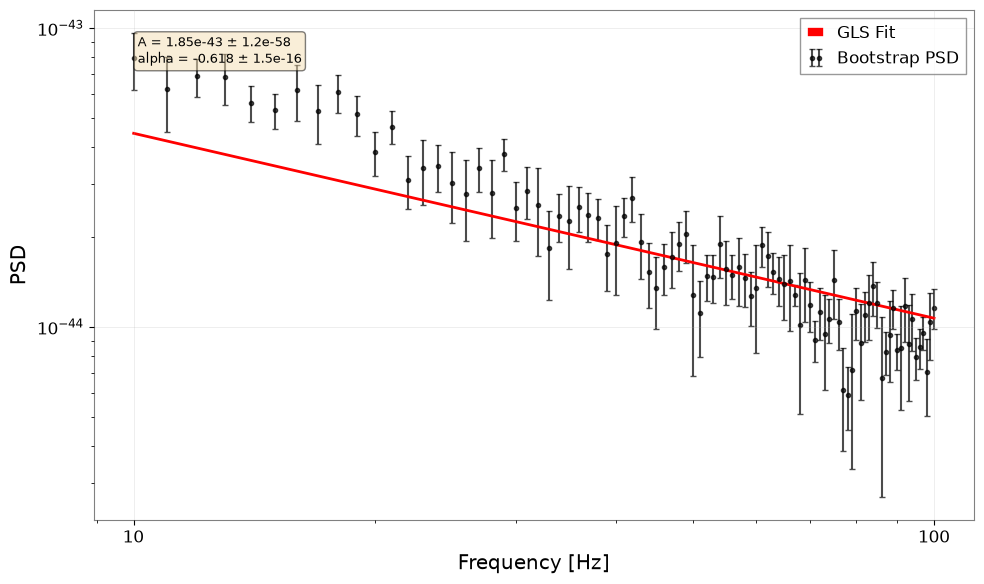 10⁻⁴³
A = 1.85e-43 ± 1.2e-58
alpha = -0.618 ± 1.5e-16
GLS Fit
Bootstrap PSD
PSD
10⁻⁴⁴
10
100
Frequency [Hz]